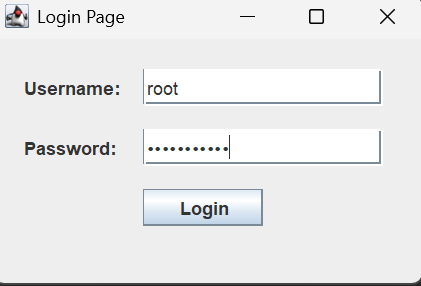 Login Page
Username: root
Password: •••••••••••
Login